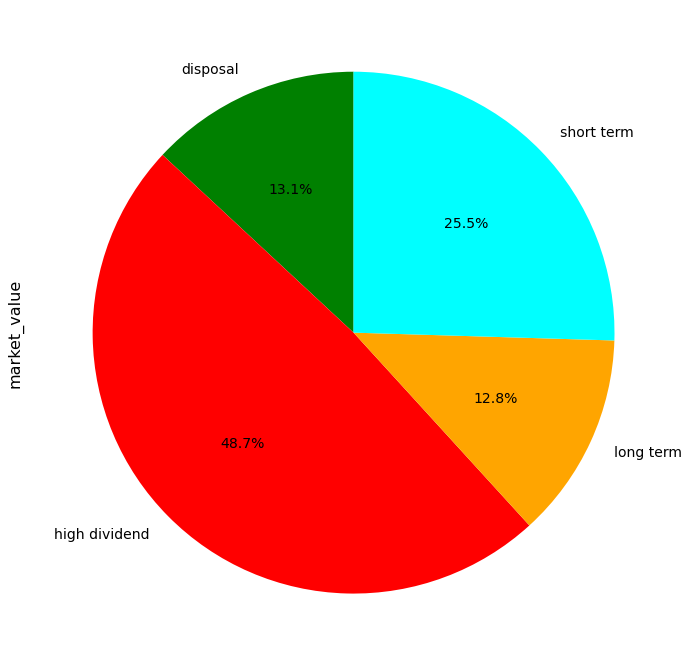 disposal
short term
13.1%
25.5%
market_value
12.8%
48.7%
long term
high dividend